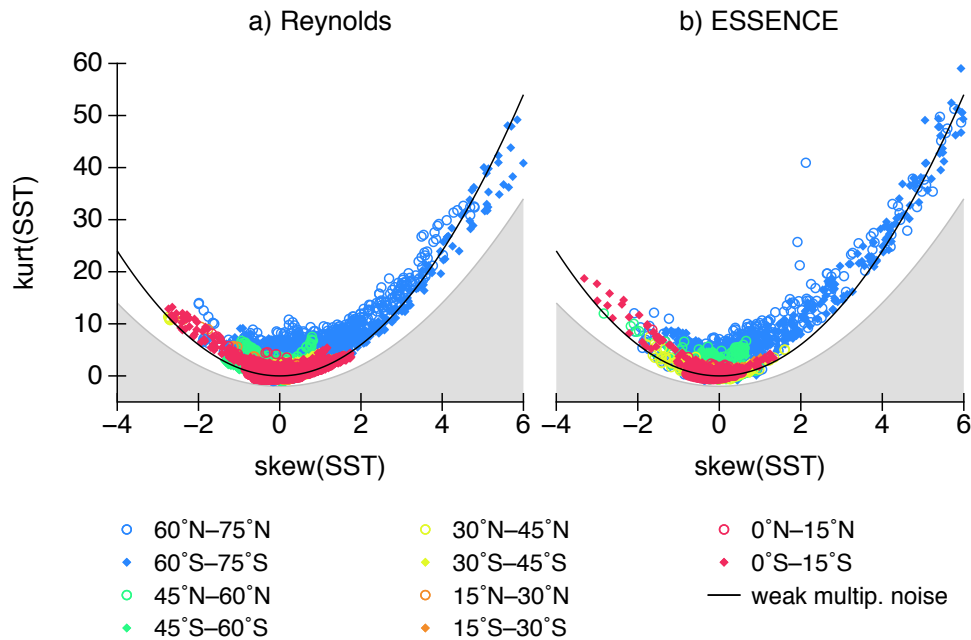 a) Reynolds
b) ESSENCE
60
50
40
30
20
10
0
kurt(SST)
−4 −2 0 2 4 6
−4 −2 0 2 4 6
skew(SST)
skew(SST)
60˚N–75˚N
30˚N–45˚N
0˚N–15˚N
60˚S–75˚S
30˚S–45˚S
0˚S–15˚S
45˚N–60˚N
15˚N–30˚N
weak multip. noise
45˚S–60˚S
15˚S–30˚S